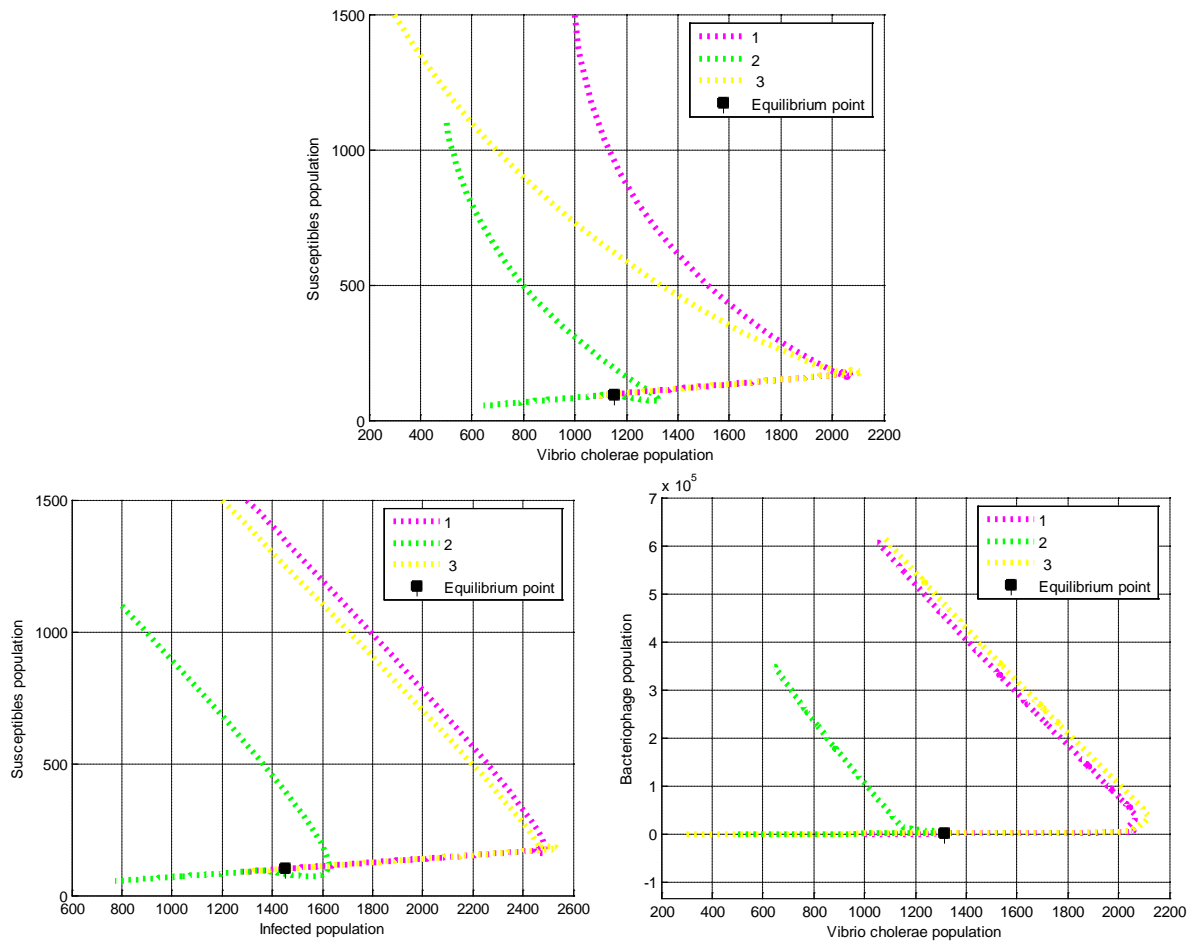 1500
1000
500
0
Susceptibles population
200 400 600 800 1000 1200 1400 1600 1800 2000 2200
Vibrio cholerae population
1
2
3
Equilibrium point
1500
1000
500
0
Susceptibles population
600 800 1000 1200 1400 1600 1800 2000 2200 2400 2600
Infected population
1
2
3
Equilibrium point
x 10^5
7
6
5
4
3
2
1
0
-1
Bacteriophage population
200 400 600 800 1000 1200 1400 1600 1800 2000 2200
Vibrio cholerae population
1
2
3
Equilibrium point